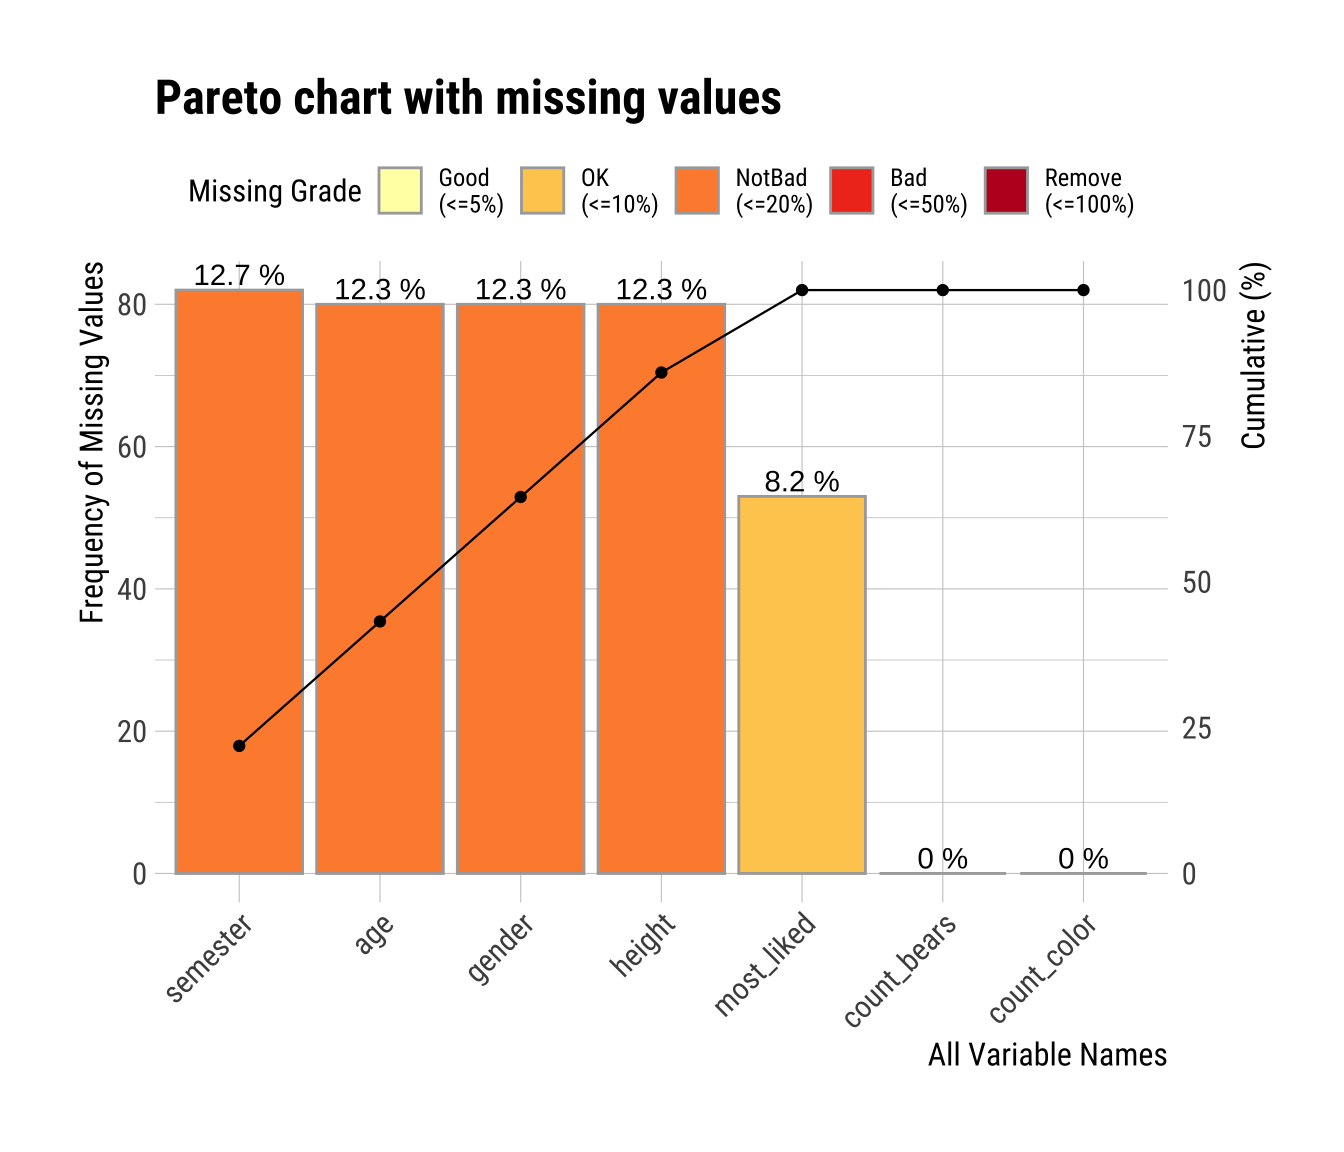 Pareto chart with missing values
Missing Grade
Good
(<=5%)
OK
(<=10%)
NotBad
(<=20%)
Bad
(<=50%)
Remove
(<=100%)
Frequency of Missing Values
80
60
40
20
0
12.7 %
12.3 %
12.3 %
12.3 %
8.2 %
0 %
0 %
100
75
50
25
0
Cumulative (%)
semester
age
gender
height
most_liked
count_bears
count_color
All Variable Names